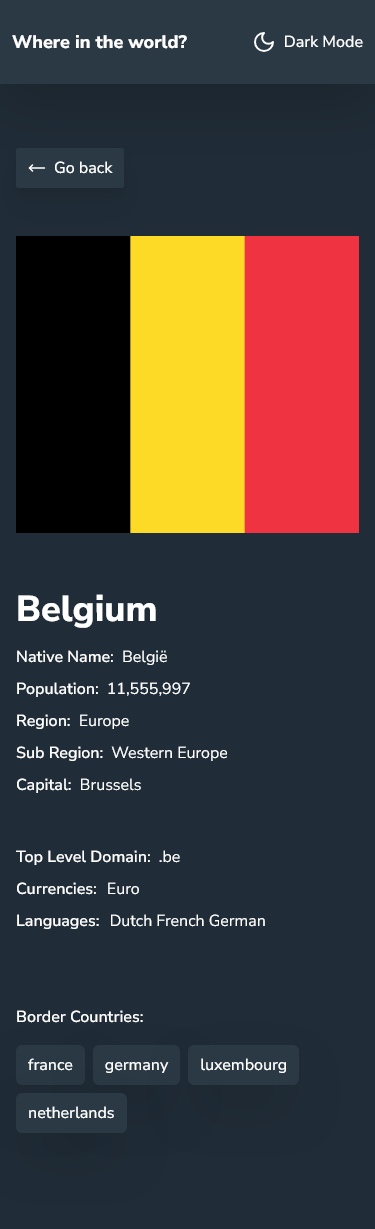 Where in the world? Dark Mode
Go back
Belgium
Native Name: België
Population: 11,555,997
Region: Europe
Sub Region: Western Europe
Capital: Brussels
Top Level Domain: .be
Currencies: Euro
Languages: Dutch French German
Border Countries:
france germany luxembourg
netherlands